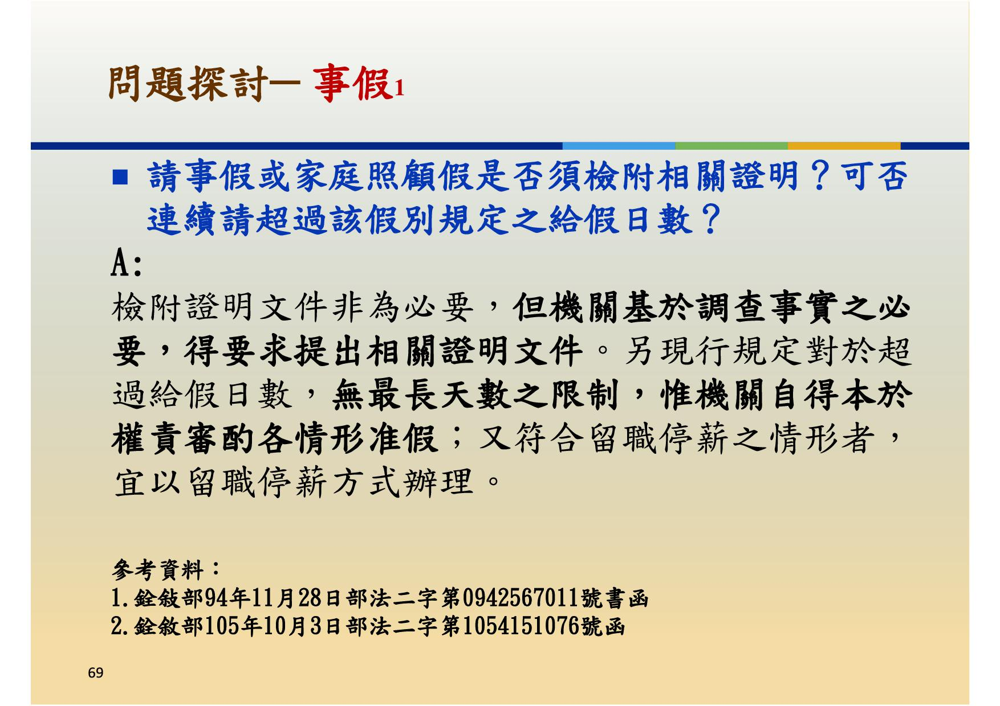 問題探討─ 事假1
■ 請事假或家庭照顧假是否須檢附相關證明？可否
連續請超過該假別規定之給假日數？
A:
檢附證明文件非為必要，但機關基於調查事實之必
要，得要求提出相關證明文件。另現行規定對於超
過給假日數，無最長天數之限制，惟機關自得本於
權責審酌各情形准假；又符合留職停薪之情形者，
宜以留職停薪方式辦理。
參考資料：
1.銓敍部94年11月28日部法二字第0942567011號書函
2.銓敘部105年10月3日部法二字第1054151076號函
69